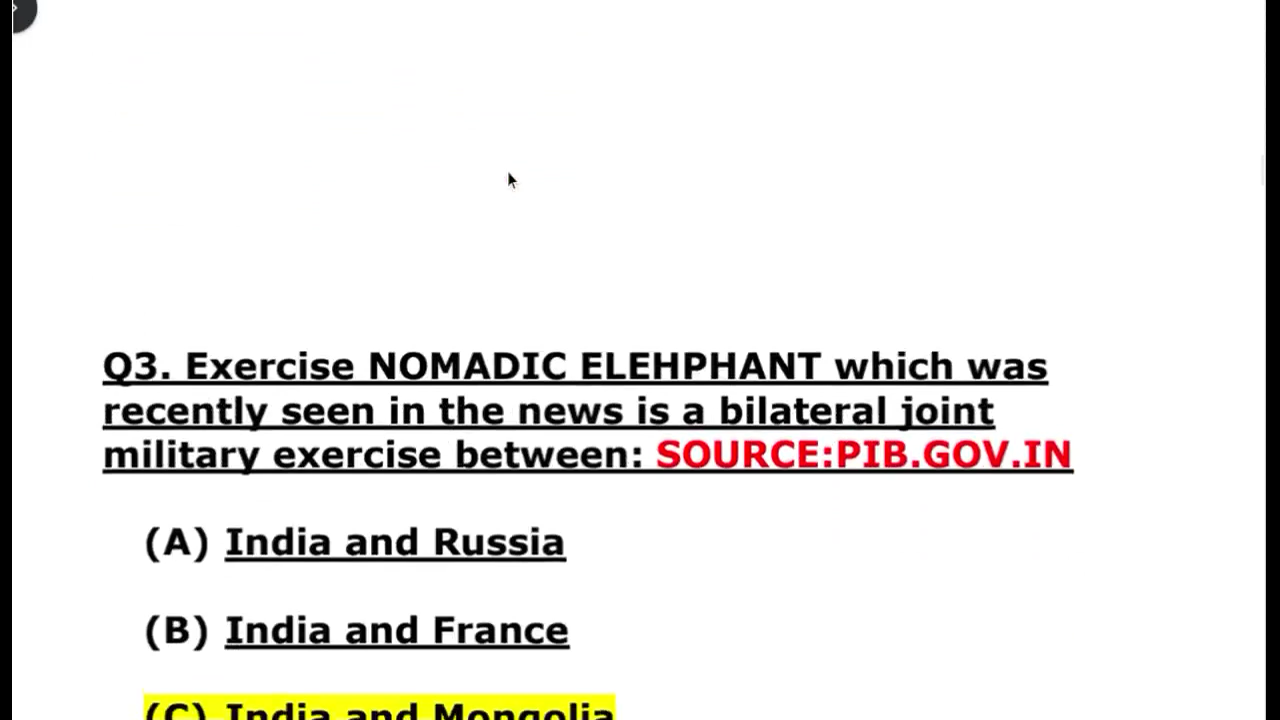 Q3. Exercise NOMADIC ELEHPHANT which was
recently seen in the news is a bilateral joint
military exercise between: SOURCE:PIB.GOV.IN
(A) India and Russia
(B) India and France
(C) India and Mongolia